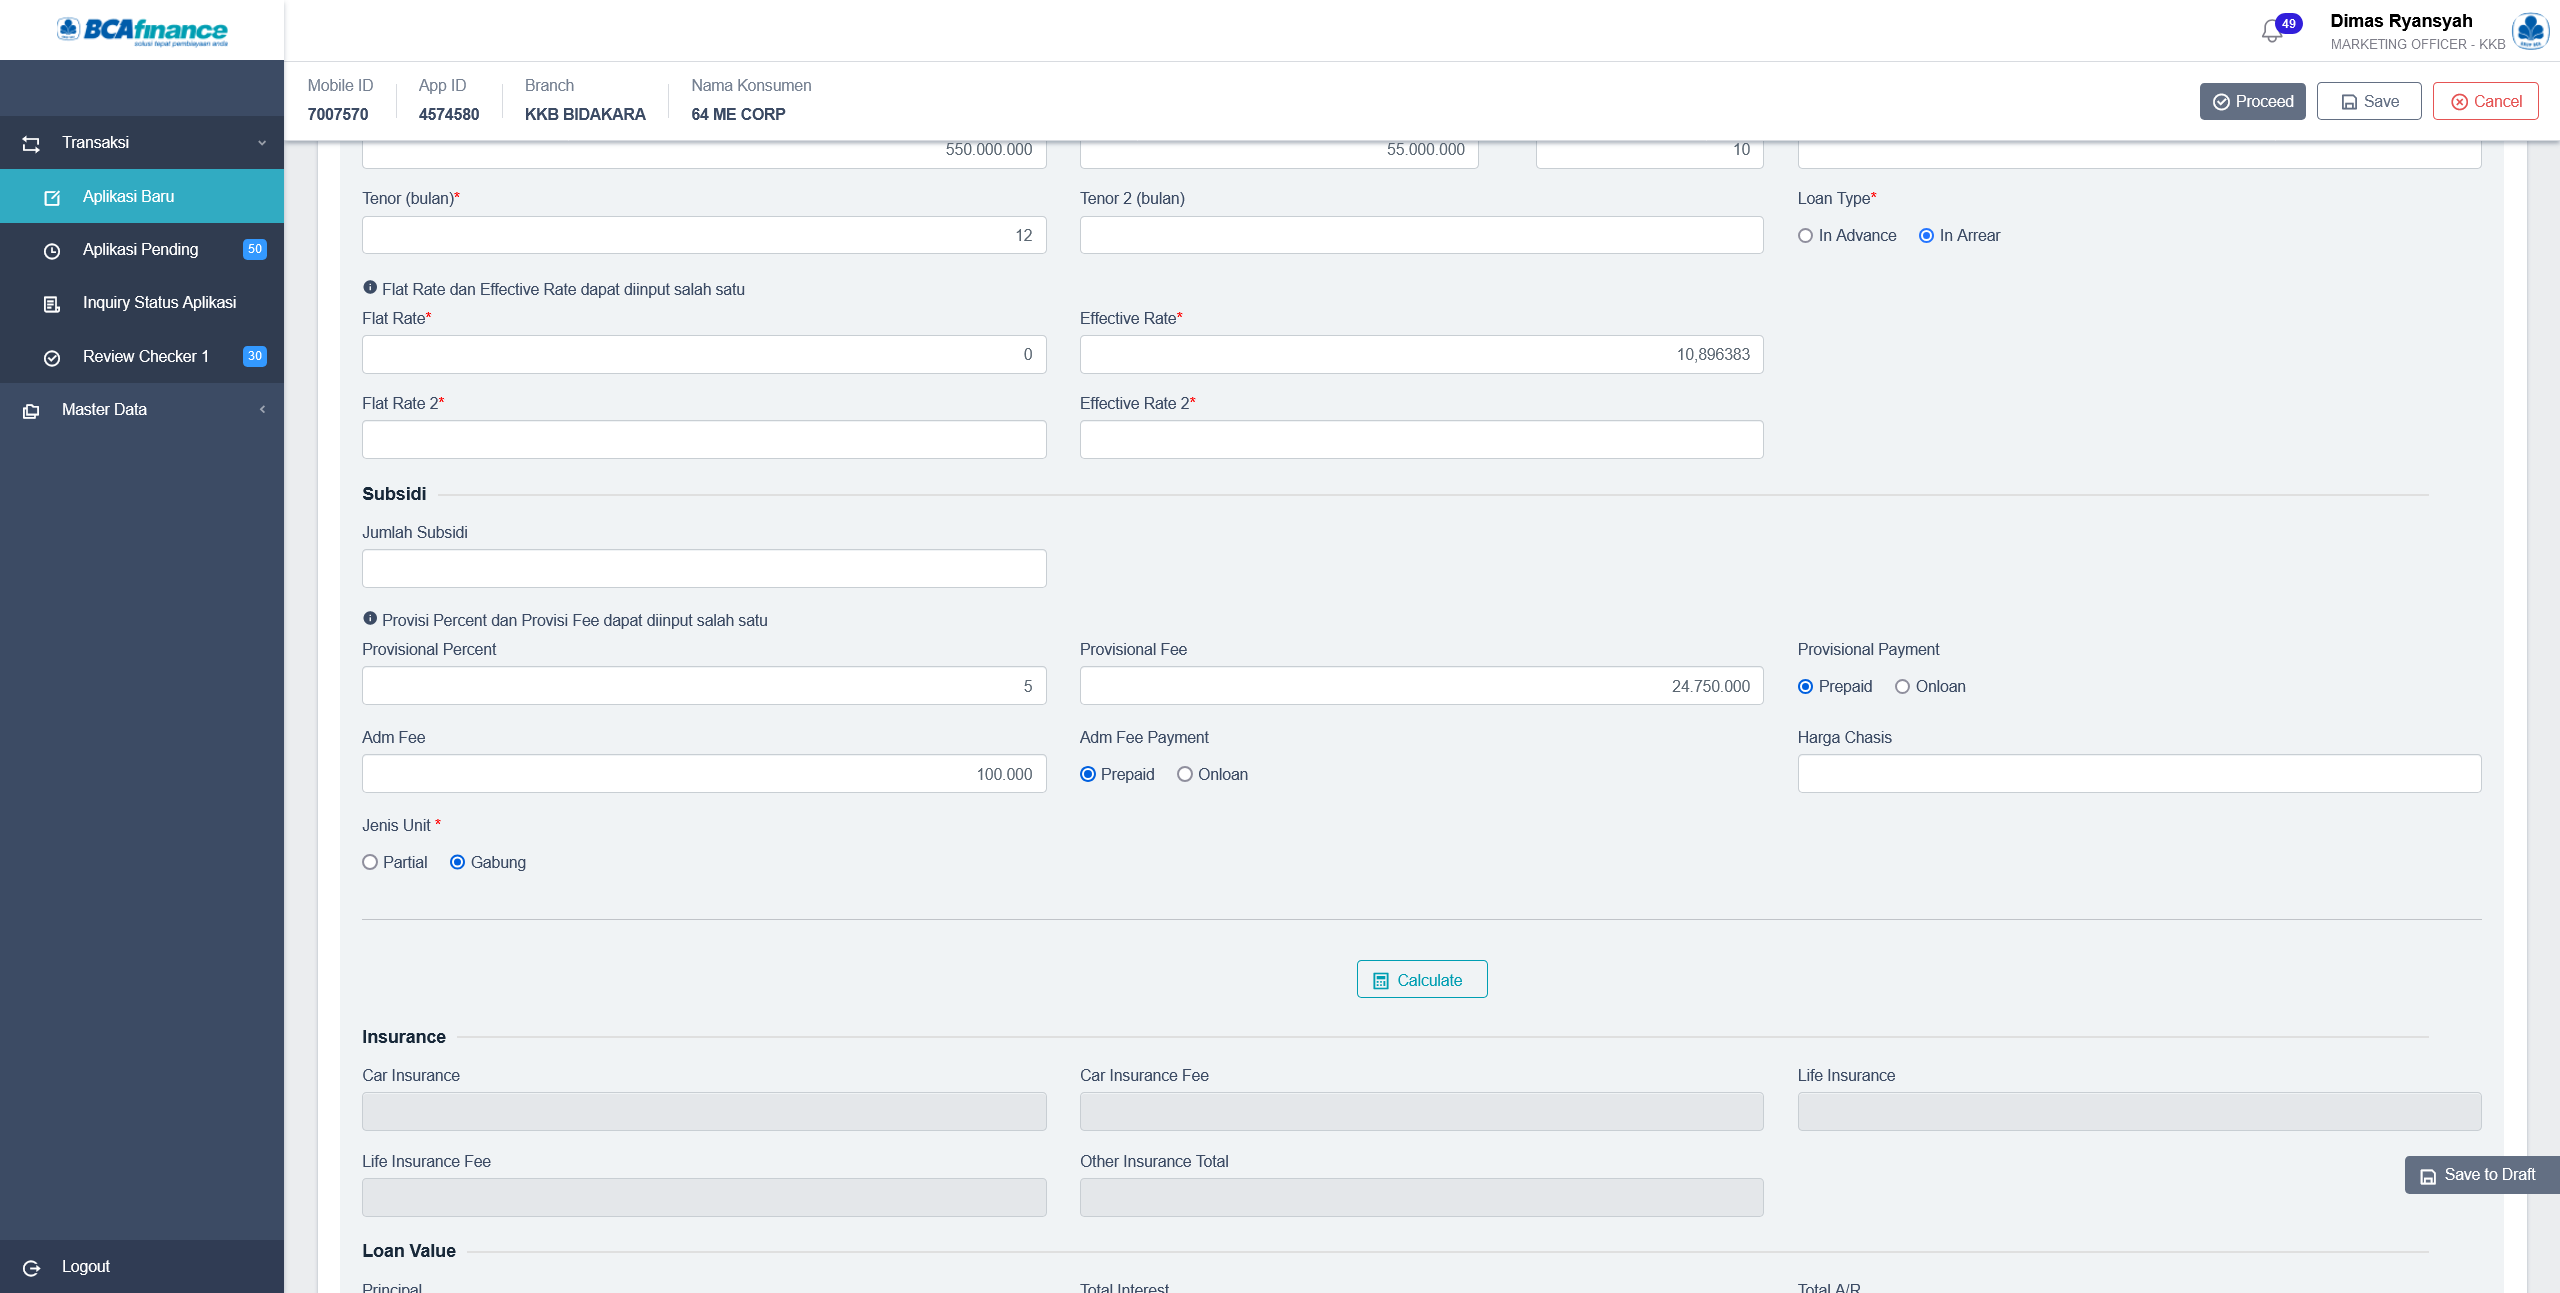 BCAfinance
solusi tepat pembiayaan anda
49
Dimas Ryansyah
MARKETING OFFICER - KKB
Mobile ID
7007570
App ID
4574580
Branch
KKB BIDAKARA
Nama Konsumen
64 ME CORP
Proceed
Save
Cancel
Transaksi
Aplikasi Baru
Aplikasi Pending 50
Inquiry Status Aplikasi
Review Checker 1 30
Master Data
Logout
550.000.000
55.000.000
10
Tenor (bulan)*
12
Tenor 2 (bulan)
Loan Type*
In Advance
In Arrear
Flat Rate dan Effective Rate dapat diinput salah satu
Flat Rate*
0
Effective Rate*
10,896383
Flat Rate 2*
Effective Rate 2*
Subsidi
Jumlah Subsidi
Provisi Percent dan Provisi Fee dapat diinput salah satu
Provisional Percent
5
Provisional Fee
24.750.000
Provisional Payment
Prepaid
Onloan
Adm Fee
100.000
Adm Fee Payment
Prepaid
Onloan
Harga Chasis
Jenis Unit *
Partial
Gabung
Calculate
Insurance
Car Insurance
Car Insurance Fee
Life Insurance
Life Insurance Fee
Other Insurance Total
Save to Draft
Loan Value
Principal
Total Interest
Total A/R